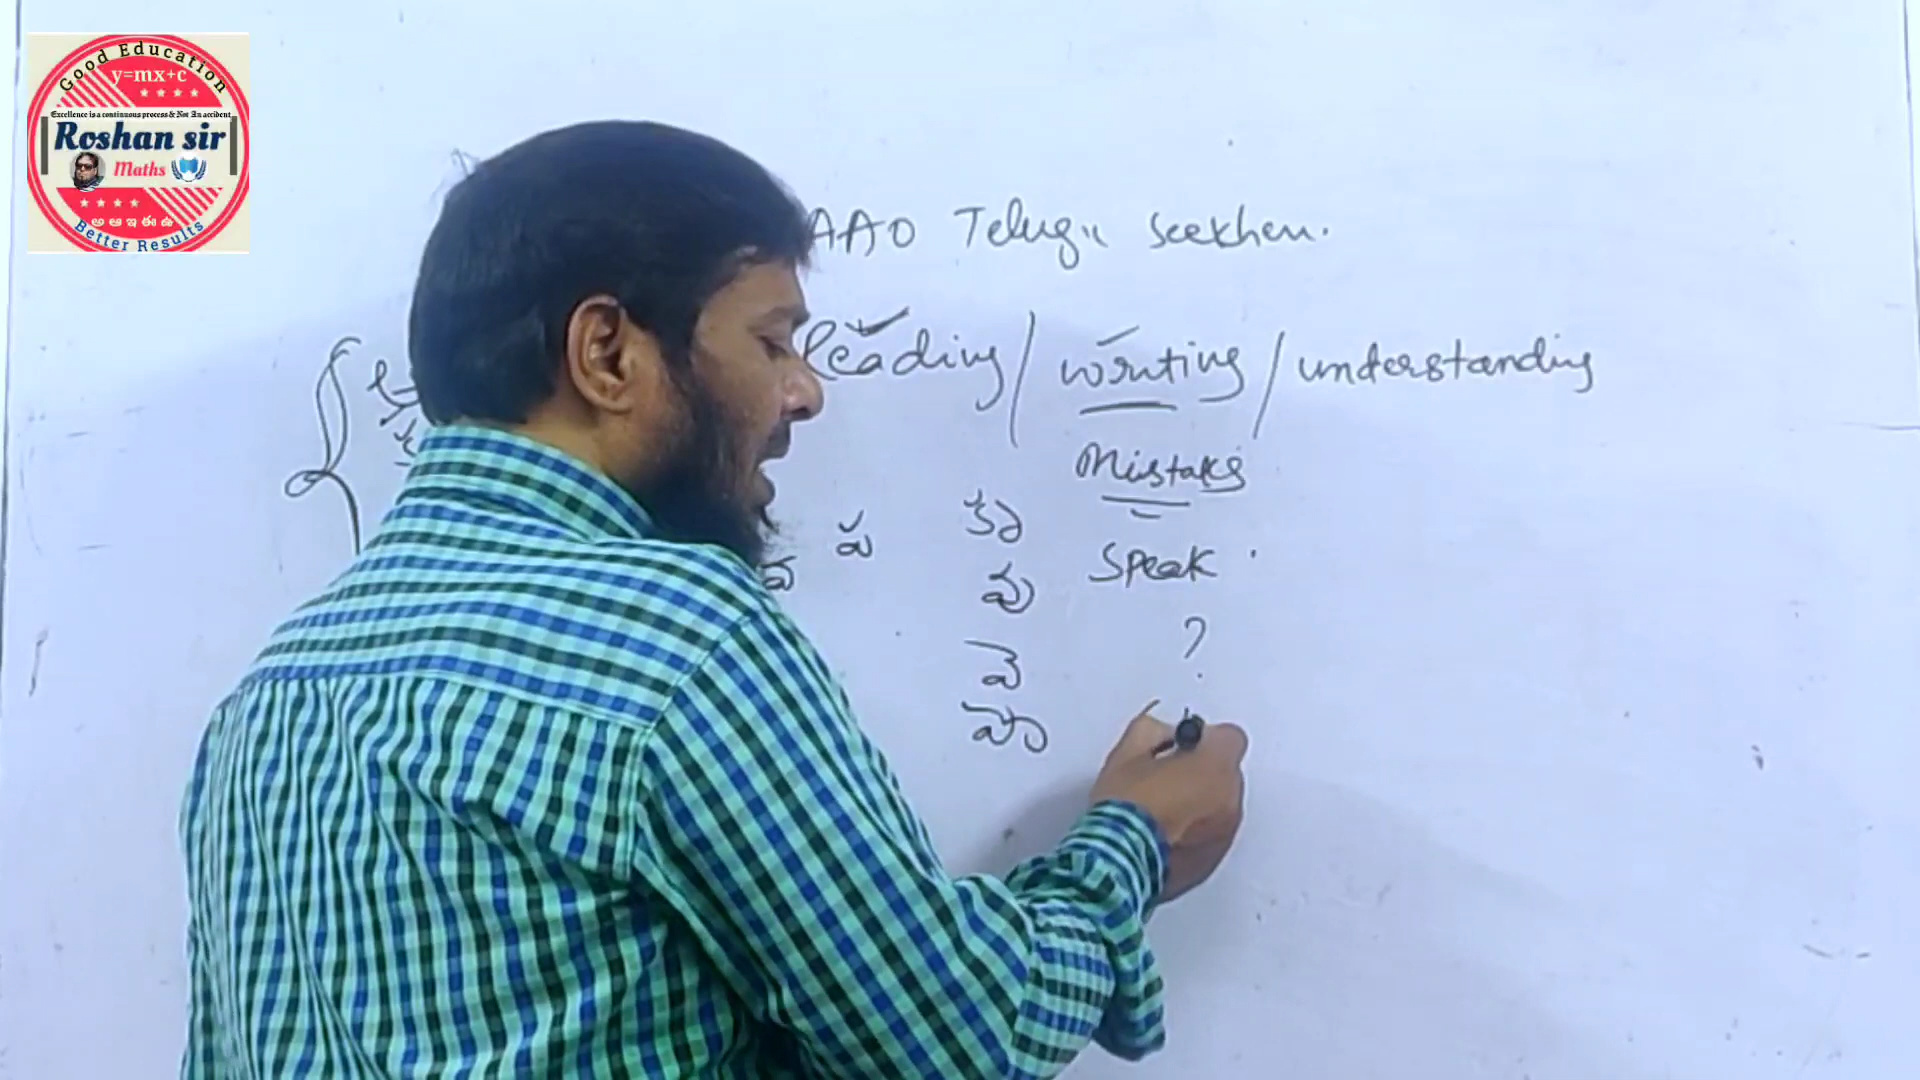 Good Education
y=mx+c
Excellence is a continuous process & Not An accident
Roshan sir
Maths
అ ఆ ఇ ఈ ఉ
Better Results
AAO Telugu seekhen.
Reading / writing / understanding
Mistakes
ప కృ
వ వు Speak
?
వె
వౌ